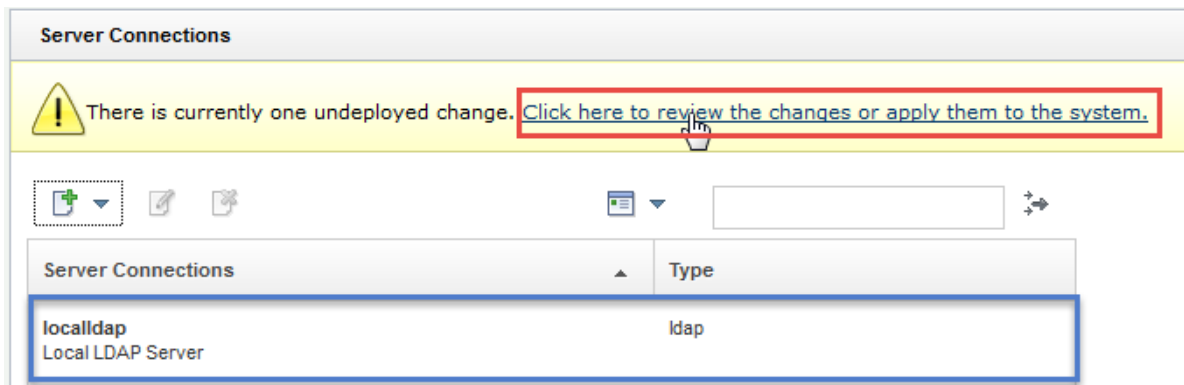 Server Connections
There is currently one undeployed change. Click here to review the changes or apply them to the system.
Server Connections
Type
localldap
ldap
Local LDAP Server